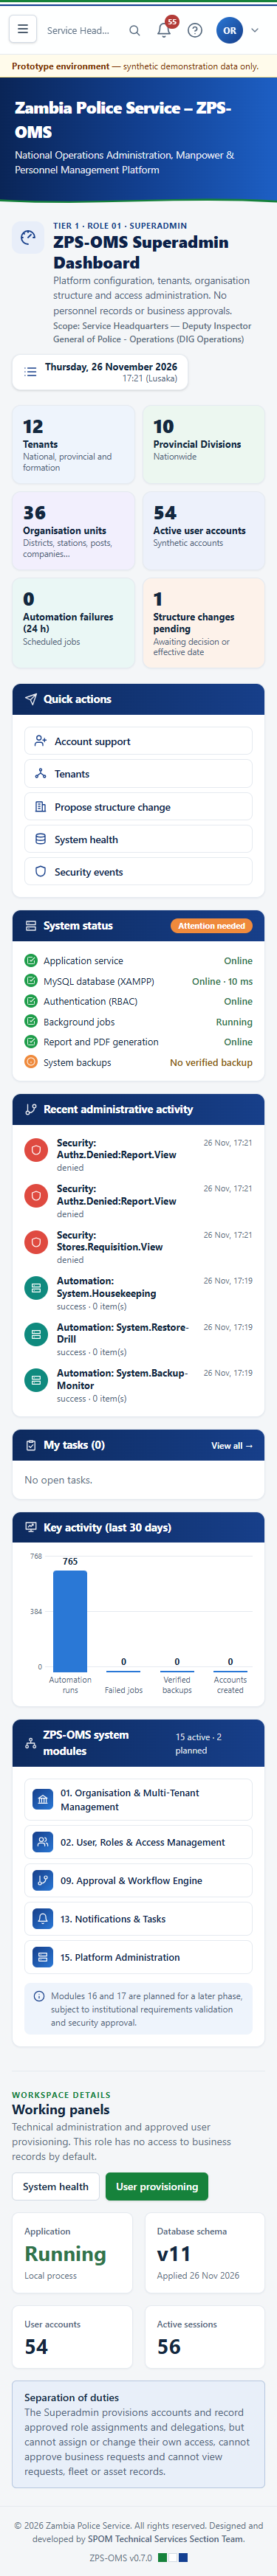 Service Head...
55
OR
Prototype environment — synthetic demonstration data only.
Zambia Police Service – ZPS-
OMS
National Operations Administration, Manpower &
Personnel Management Platform
TIER 1 · ROLE 01 · SUPERADMIN
ZPS-OMS Superadmin
Dashboard
Platform configuration, tenants, organisation
structure and access administration. No
personnel records or business approvals.
Scope: Service Headquarters — Deputy Inspector
General of Police - Operations (DIG Operations)
Thursday, 26 November 2026
17:21 (Lusaka)
12
Tenants
National, provincial and
formation
10
Provincial Divisions
Nationwide
36
Organisation units
Districts, stations, posts,
companies...
54
Active user accounts
Synthetic accounts
0
Automation failures
(24 h)
Scheduled jobs
1
Structure changes
pending
Awaiting decision or
effective date
Quick actions
Account support
Tenants
Propose structure change
System health
Security events
System status
Attention needed
Application service
Online
MySQL database (XAMPP)
Online · 10 ms
Authentication (RBAC)
Online
Background jobs
Running
Report and PDF generation
Online
System backups
No verified backup
Recent administrative activity
Security:
Authz.Denied:Report.View
denied
26 Nov, 17:21
Security:
Authz.Denied:Report.View
denied
26 Nov, 17:21
Security:
Stores.Requisition.View
denied
26 Nov, 17:21
Automation:
System.Housekeeping
success · 0 item(s)
26 Nov, 17:19
Automation: System.Restore-
Drill
success · 0 item(s)
26 Nov, 17:19
Automation: System.Backup-
Monitor
success · 0 item(s)
26 Nov, 17:19
My tasks (0)
View all →
No open tasks.
Key activity (last 30 days)
768
384
0
765
0
0
0
Automation
runs
Failed jobs
Verified
backups
Accounts
created
ZPS-OMS system
modules
15 active · 2
planned
01. Organisation & Multi-Tenant
Management
02. User, Roles & Access Management
09. Approval & Workflow Engine
13. Notifications & Tasks
15. Platform Administration
Modules 16 and 17 are planned for a later phase,
subject to institutional requirements validation
and security approval.
WORKSPACE DETAILS
Working panels
Technical administration and approved user
provisioning. This role has no access to business
records by default.
System health
User provisioning
Application
Running
Local process
Database schema
v11
Applied 26 Nov 2026
User accounts
54
Active sessions
56
Separation of duties
The Superadmin provisions accounts and record
approved role assignments and delegations, but
cannot assign or change their own access, cannot
approve business requests and cannot view
requests, fleet or asset records.
© 2026 Zambia Police Service. All rights reserved. Designed and
developed by SPOM Technical Services Section Team.
ZPS-OMS v0.7.0